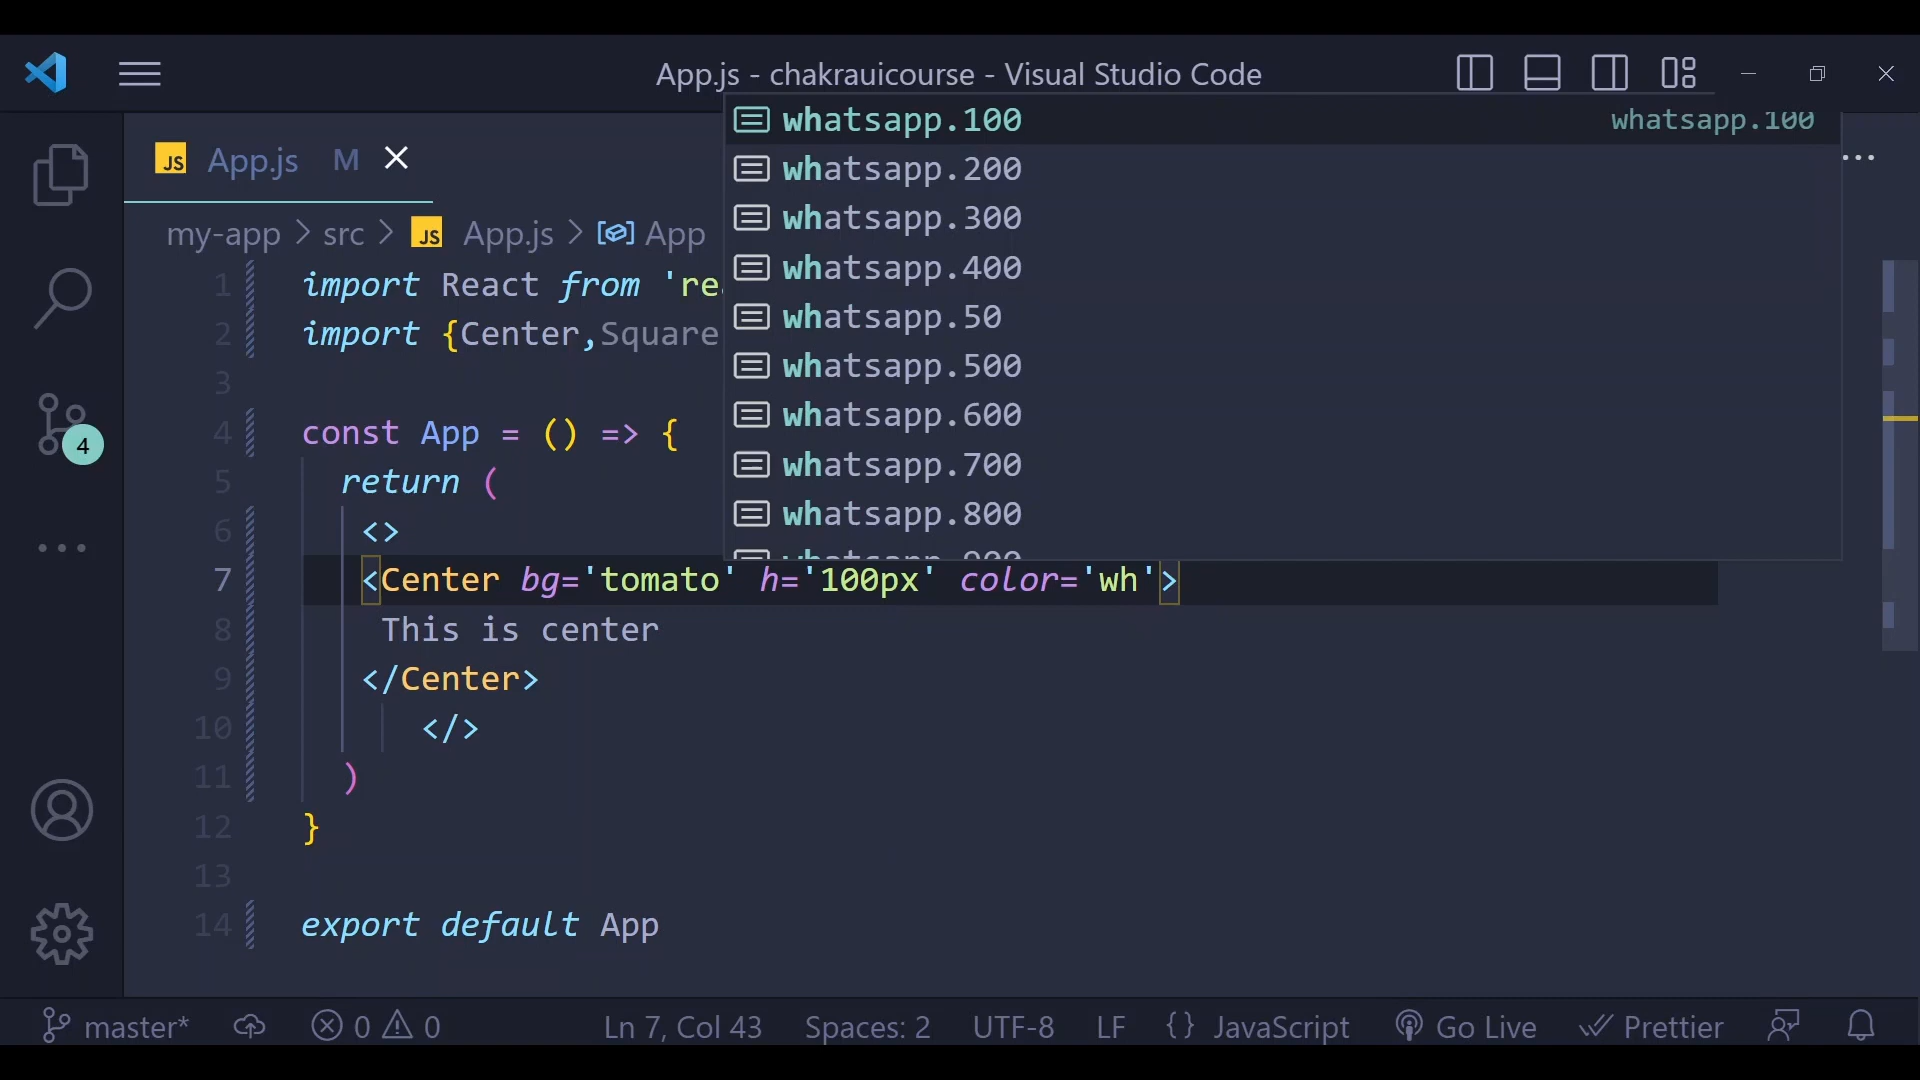 App.js - chakrauicourse - Visual Studio Code
JS App.js M
my-app > src > JS App.js > App
whatsapp.100 whatsapp.100
whatsapp.200
whatsapp.300
whatsapp.400
whatsapp.50
whatsapp.500
whatsapp.600
whatsapp.700
whatsapp.800
1 import React from 'rea
2 import {Center,Square
3
4 const App = () => {
5 return (
6 <>
7 <Center bg='tomato' h='100px' color='wh'>
8 This is center
9 </Center>
10 </>
11 )
12 }
13
14 export default App
4
master* 0 0 Ln 7, Col 43 Spaces: 2 UTF-8 LF {} JavaScript Go Live Prettier